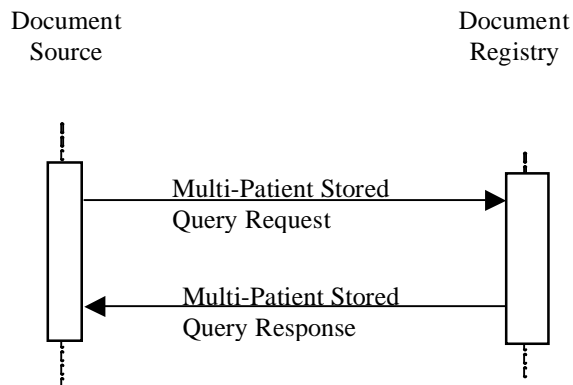 Document
Source
Document
Registry
Multi-Patient Stored
Query Request
Multi-Patient Stored
Query Response